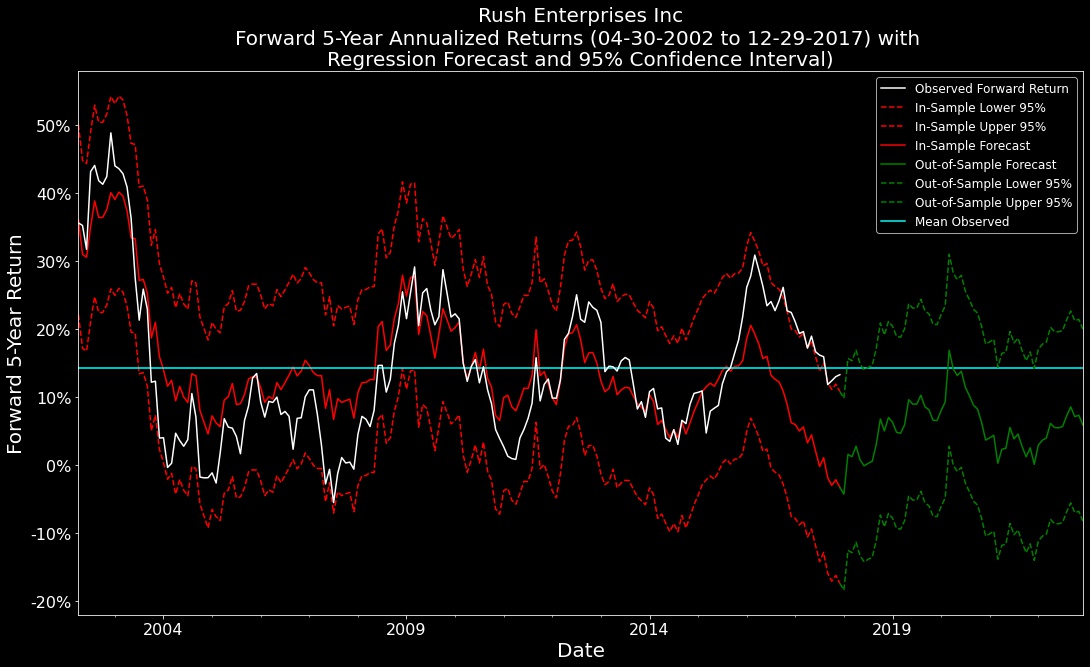 Rush Enterprises Inc
Forward 5-Year Annualized Returns (04-30-2002 to 12-29-2017) with
Regression Forecast and 95% Confidence Interval)
Observed Forward Return
In-Sample Lower 95%
In-Sample Upper 95%
In-Sample Forecast
Out-of-Sample Forecast
Out-of-Sample Lower 95%
Out-of-Sample Upper 95%
Mean Observed
Forward 5-Year Return
50%
40%
30%
20%
10%
0%
-10%
-20%
2004
2009
2014
2019
Date